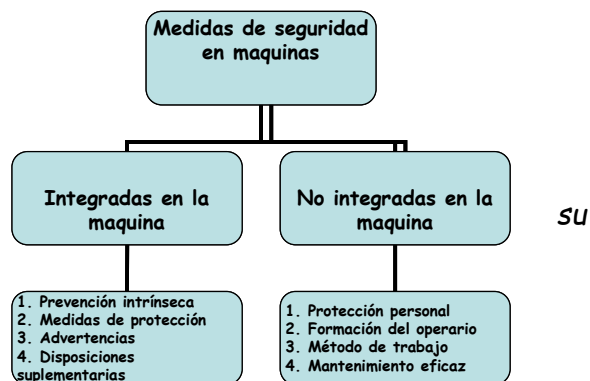 Medidas de seguridad
en maquinas
Integradas en la
maquina
No integradas en la
maquina
su
1. Prevención intrínseca
2. Medidas de protección
3. Advertencias
4. Disposiciones
suplementarias
1. Protección personal
2. Formación del operario
3. Método de trabajo
4. Mantenimiento eficaz